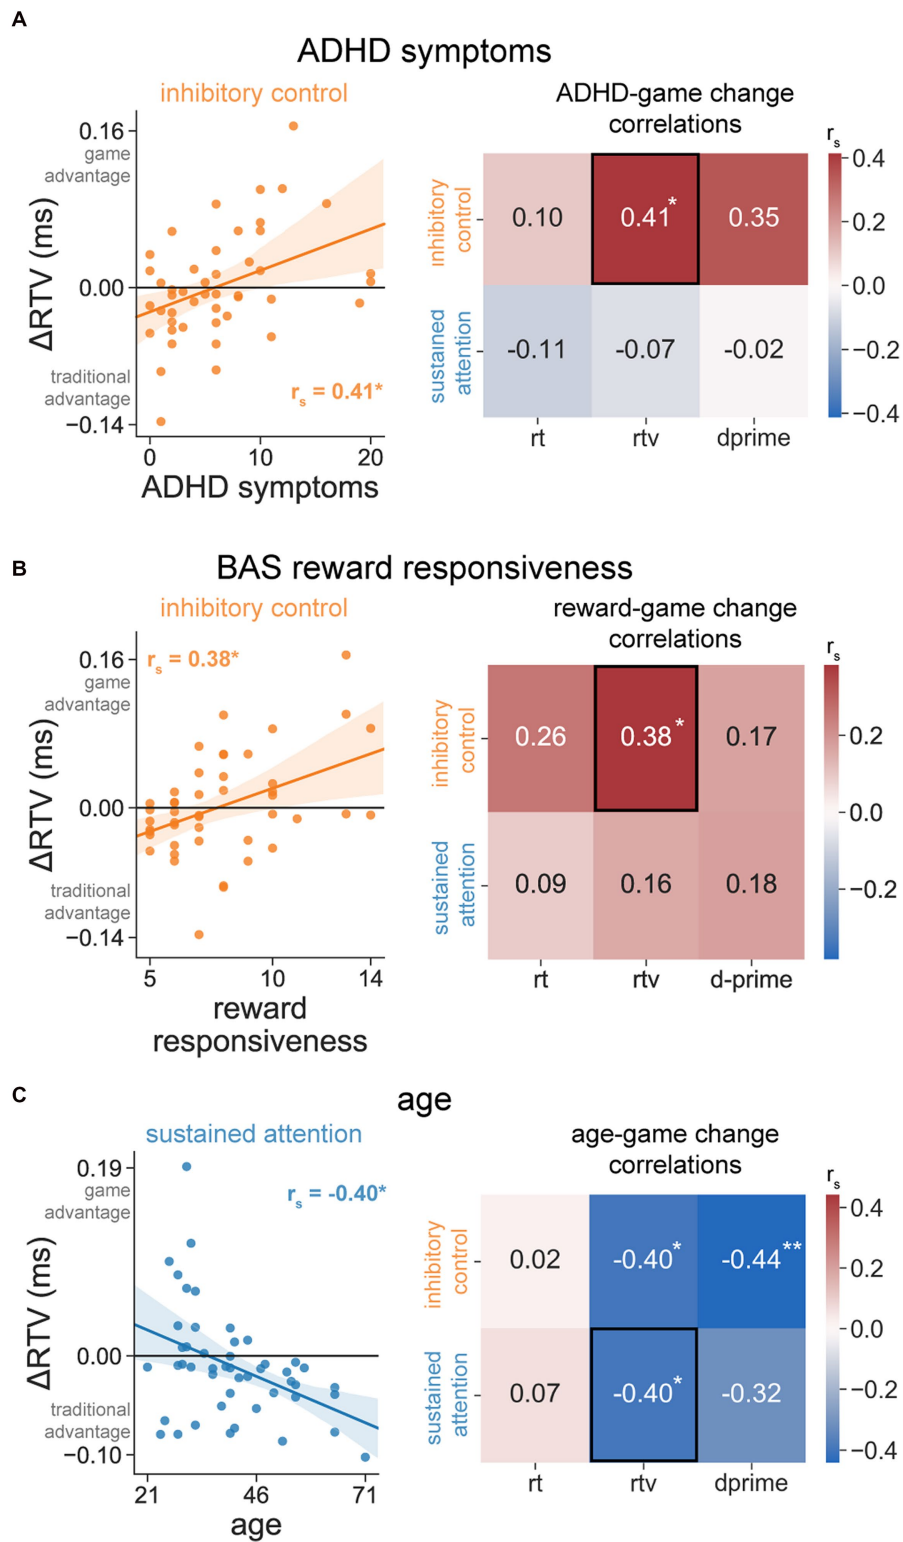 A
ADHD symptoms
inhibitory control
0.16
game
advantage
0.00
traditional
advantage
−0.14
ΔRTV (ms)
rs = 0.41*
0 10 20
ADHD symptoms
ADHD-game change
correlations
inhibitory
control
0.10 0.41* 0.35
sustained
attention
-0.11 -0.07 -0.02
rt rtv dprime
rs
0.4
0.2
0.0
−0.2
−0.4
B
BAS reward responsiveness
inhibitory control
rs = 0.38*
0.16
game
advantage
0.00
traditional
advantage
−0.14
ΔRTV (ms)
5 10 14
reward
responsiveness
reward-game change
correlations
inhibitory
control
0.26 0.38* 0.17
sustained
attention
0.09 0.16 0.18
rt rtv d-prime
rs
0.2
0.0
−0.2
C
age
sustained attention
0.19
game
advantage
rs = -0.40*
0.00
traditional
advantage
−0.10
ΔRTV (ms)
21 46 71
age
age-game change
correlations
inhibitory
control
0.02 -0.40* -0.44**
sustained
attention
0.07 -0.40* -0.32
rt rtv dprime
rs
0.4
0.2
0.0
−0.2
−0.4